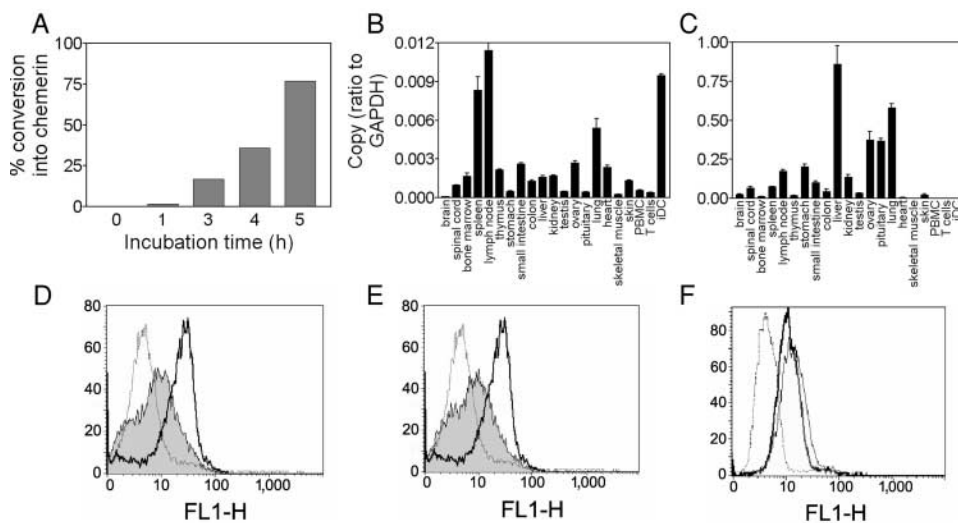 A
% conversion
into chemerin
100
75
50
25
0
0 1 3 4 5
Incubation time (h)
B
Copy (ratio to
GAPDH)
0.012
0.009
0.006
0.003
0.000
brain
spinal cord
bone marrow
spleen
lymph node
thymus
stomach
small intestine
colon
liver
kidney
testis
ovary
pituitary
lung
heart
skeletal muscle
skin
PBMC
T cells
iDC
C
1.00
0.75
0.50
0.25
0.00
brain
spinal cord
bone marrow
spleen
lymph node
thymus
stomach
small intestine
colon
liver
kidney
testis
ovary
pituitary
lung
heart
skeletal muscle
skin
PBMC
T cells
iDC
D
80
60
40
20
0
0 10 100 1,000
FL1-H
E
80
60
40
20
0
0 10 100 1,000
FL1-H
F
80
60
40
20
0
0 10 100 1,000
FL1-H